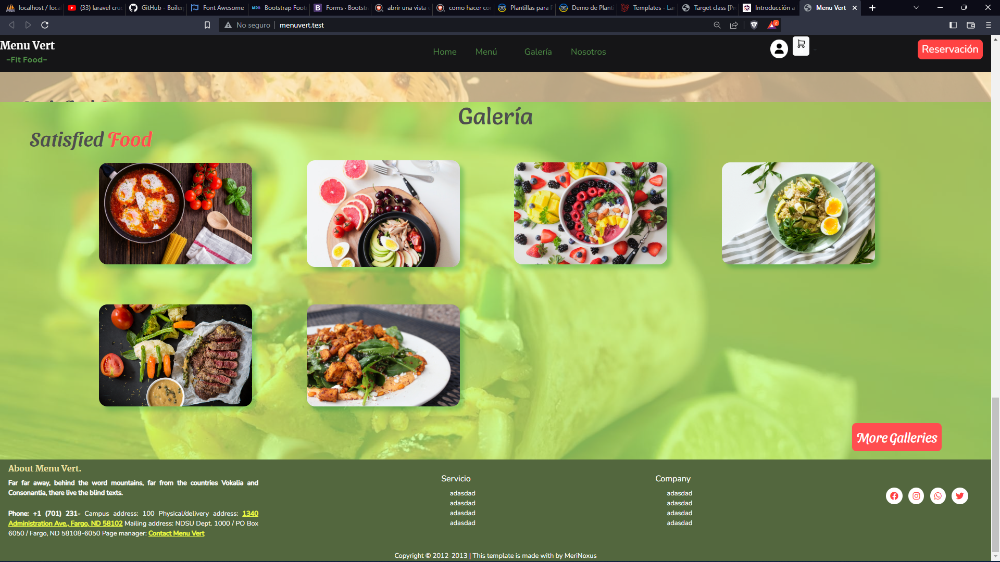 localhost / loca
(33) laravel cru
GitHub - Boiler
Font Awesome
Bootstrap Foote
Forms · Bootstr
abrir una vista e
como hacer con
Plantillas para P
Demo de Planti
Templates - Lar
Target class [Pr
Introducción a
Menu Vert
No seguro
menuvert.test
2
Menu Vert
-Fit Food-
Home
Menú
Galería
Nosotros
Reservación
Galería
Satisfied Food
More Galleries
About Menu Vert.
Far far away, behind the word mountains, far from the countries Vokalia and
Consonantia, there live the blind texts.
Phone: +1 (701) 231- Campus address: 100 Physical/delivery address: 1340
Administration Ave., Fargo, ND 58102 Mailing address: NDSU Dept. 1000 / PO Box
6050 / Fargo, ND 58108-6050 Page manager: Contact Menu Vert
Servicio
adasdad
adasdad
adasdad
adasdad
Company
adasdad
adasdad
adasdad
adasdad
Copyright © 2012-2013 | This template is made with by MeriNoxus